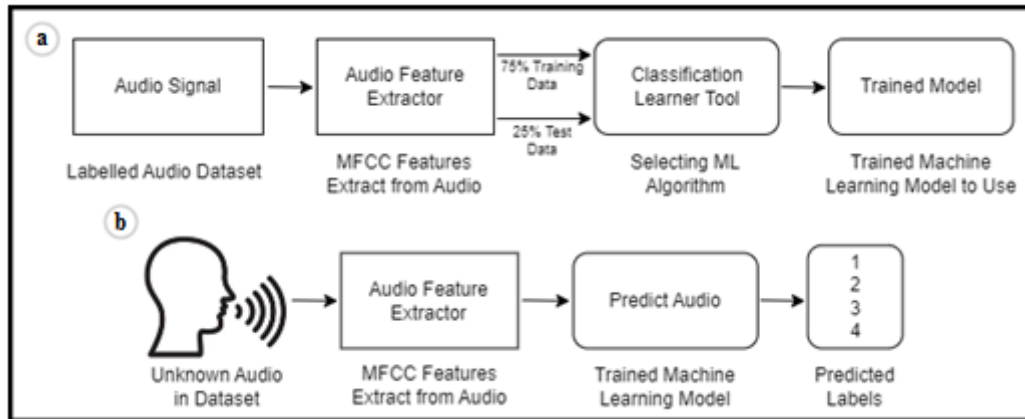 a
Audio Signal
Labelled Audio Dataset
Audio Feature
Extractor
MFCC Features
Extract from Audio
75% Training
Data
25% Test
Data
Classification
Learner Tool
Selecting ML
Algorithm
Trained Model
Trained Machine
Learning Model to Use
b
Unknown Audio
in Dataset
Audio Feature
Extractor
MFCC Features
Extract from Audio
Predict Audio
Trained Machine
Learning Model
1
2
3
4
Predicted
Labels